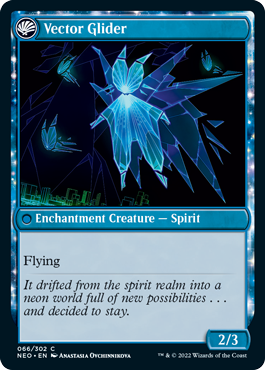 Vector Glider
Enchantment Creature — Spirit
Flying
It drifted from the spirit realm into
a neon world full of new possibilities . . .
and decided to stay.
2/3
066/302 C
NEO • EN Anastasia Ovchinnikova
™ & © 2022 Wizards of the Coast